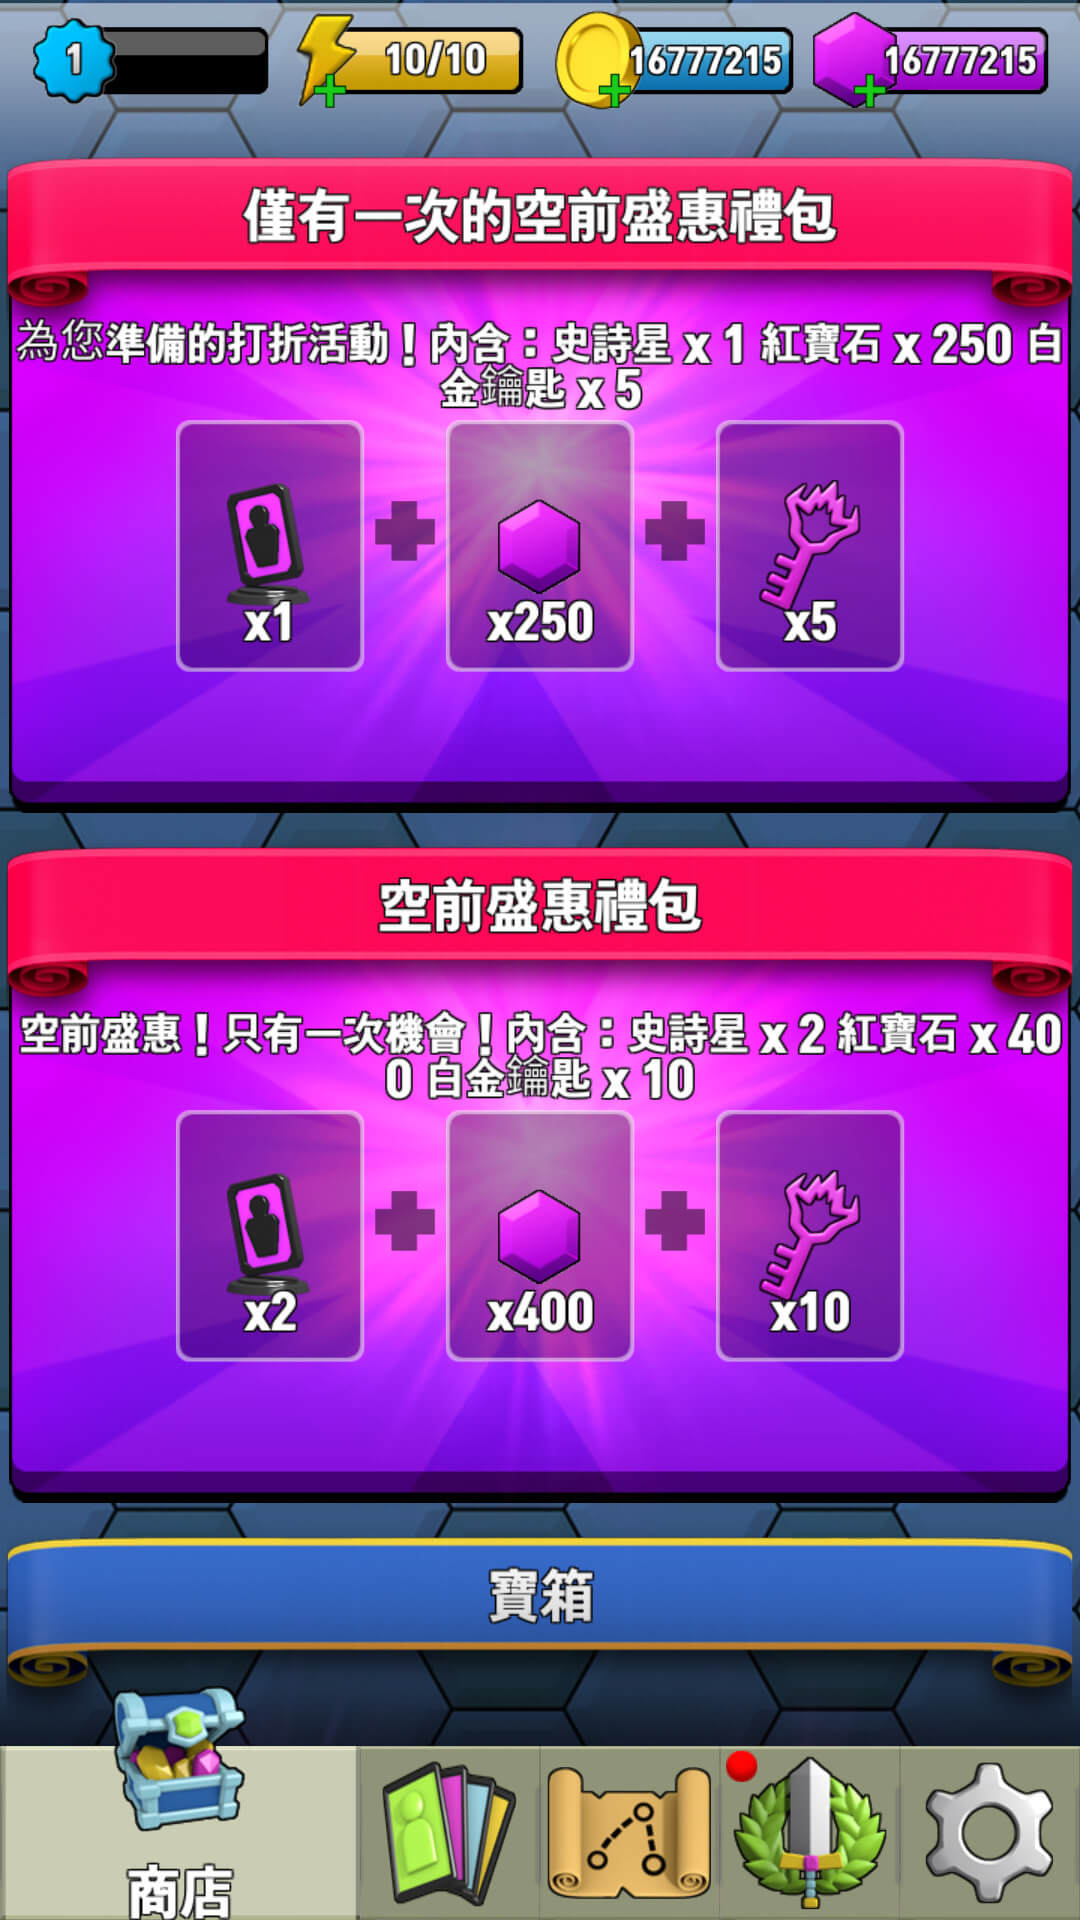 1
10/10
16777215
16777215
僅有一次的空前盛惠禮包
為您準備的打折活動！內含：史詩星 x 1 紅寶石 x 250 白
金鑰匙 x 5
x1
x250
x5
空前盛惠禮包
空前盛惠！只有一次機會！內含：史詩星 x 2 紅寶石 x 40
0 白金鑰匙 x 10
x2
x400
x10
寶箱
商店